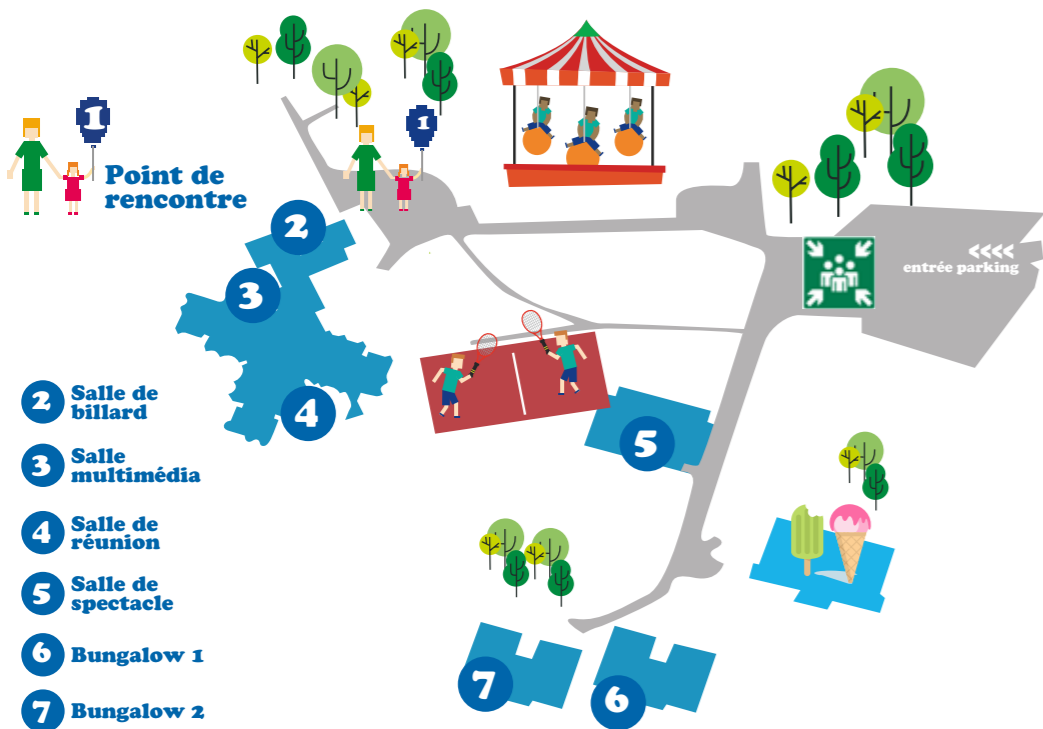 1
Point de
rencontre
1
<<<<
entrée parking
2
3
4
5
6
7
2 Salle de
billard
3 Salle
multimédia
4 Salle de
réunion
5 Salle de
spectacle
6 Bungalow 1
7 Bungalow 2